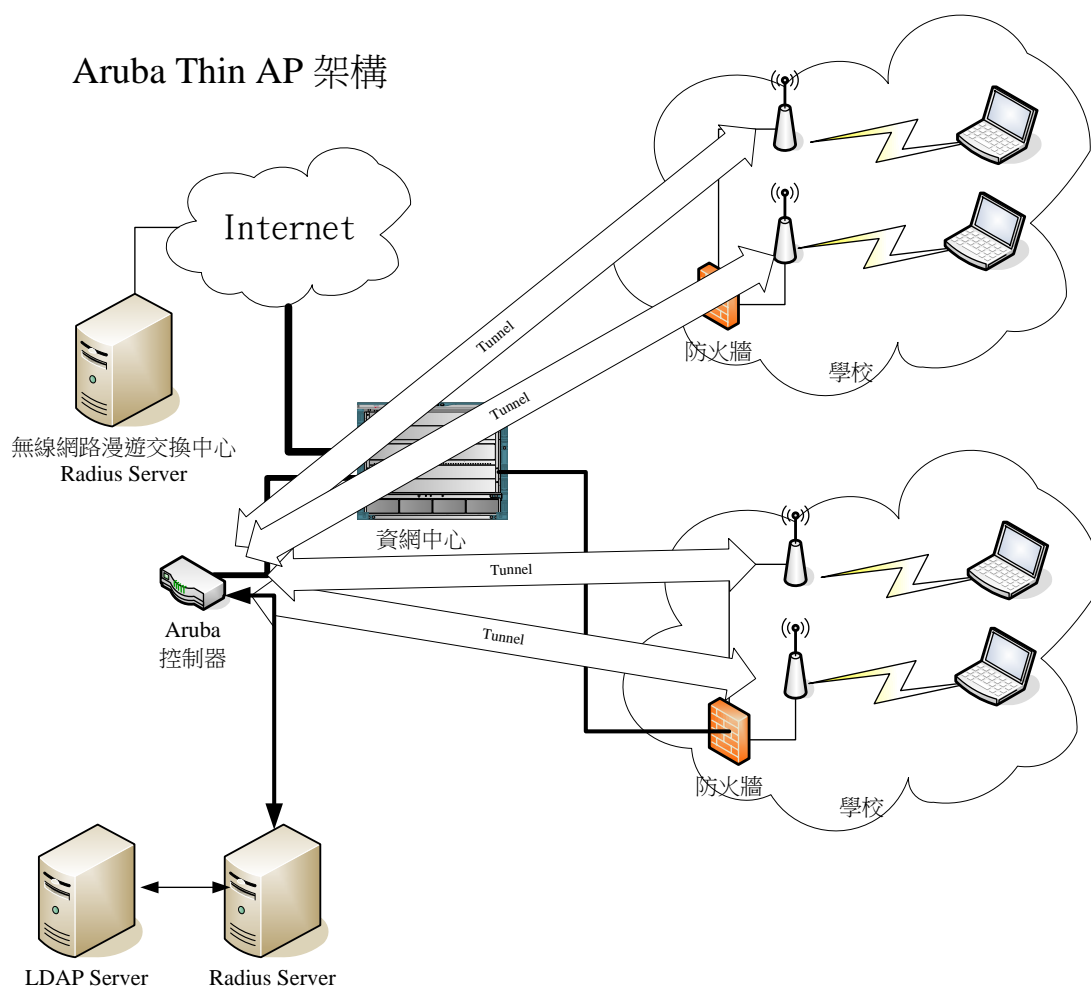 Aruba Thin AP 架構
Internet
無線網路漫遊交換中心
Radius Server
Tunnel
Tunnel
防火牆
學校
資網中心
Tunnel
Tunnel
Aruba
控制器
防火牆
學校
LDAP Server
Radius Server